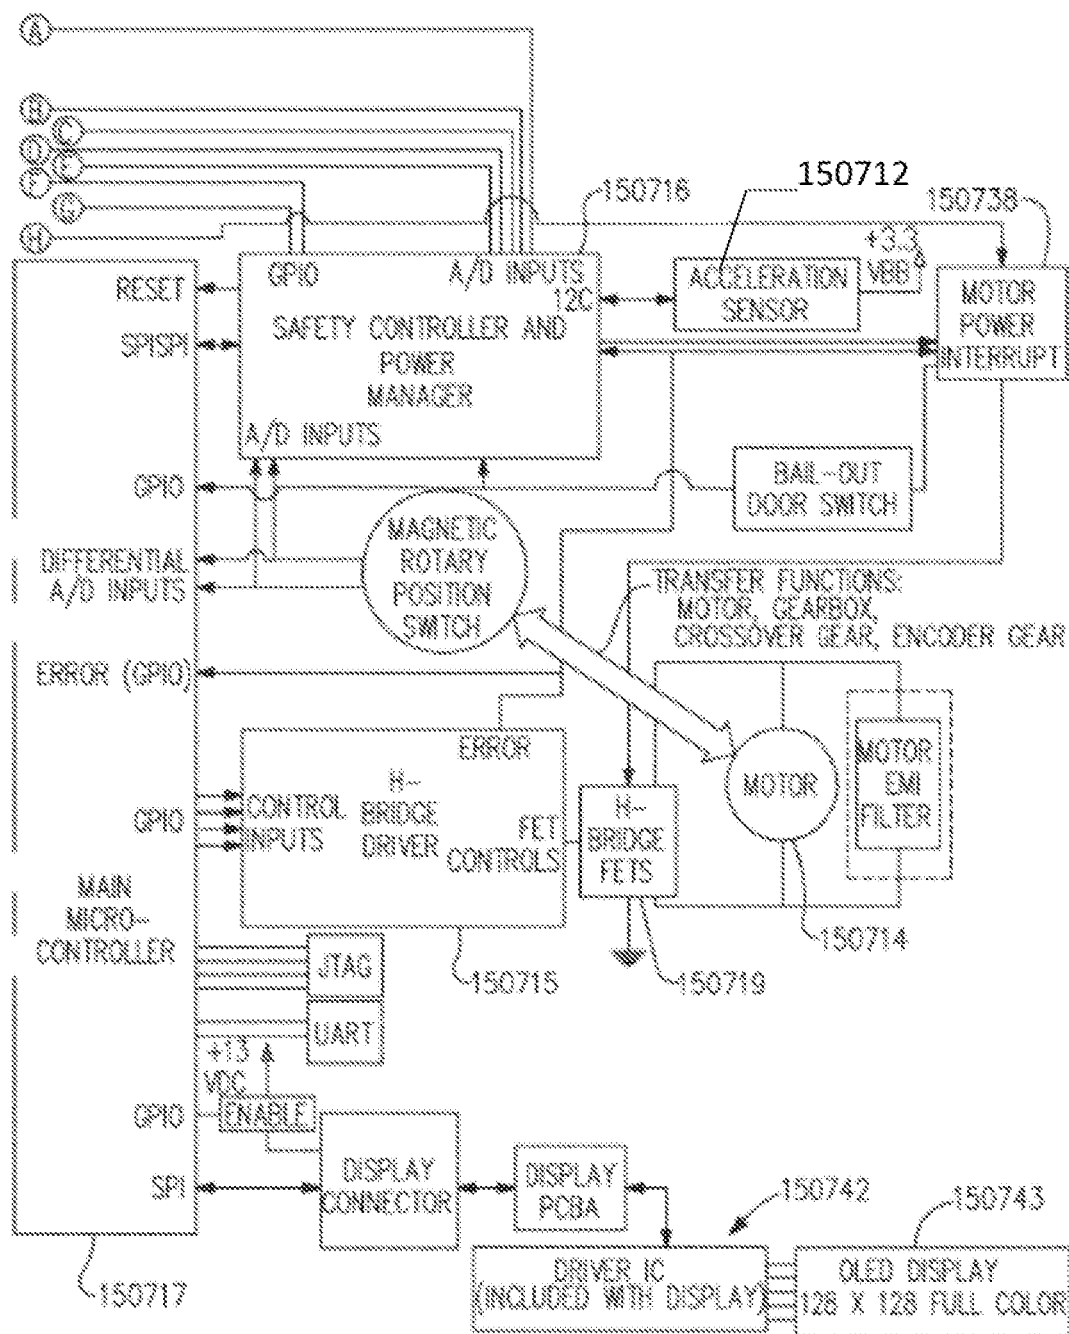 A
B
C
D
E
F
G
H
150716
150712
150738
RESET
GPIO
A/D INPUTS
12C
ACCELERATION
SENSOR
+3.3
VBB
MOTOR
POWER
INTERRUPT
SPISPI
SAFETY CONTROLLER AND
POWER
MANAGER
A/D INPUTS
GPIO
BAIL-OUT
DOOR SWITCH
MAGNETIC
ROTARY
POSITION
SWITCH
DIFFERENTIAL
A/D INPUTS
TRANSFER FUNCTIONS:
MOTOR, GEARBOX,
CROSSOVER GEAR, ENCODER GEAR
ERROR (GPIO)
ERROR
H-
BRIDGE
DRIVER
CONTROL
INPUTS
FET
CONTROLS
GPIO
H-
BRIDGE
FETS
MOTOR
MOTOR
EMI
FILTER
MAIN
MICRO-
CONTROLLER
150714
150715
150719
JTAG
UART
+13
VDC
GPIO
ENABLE
SPI
DISPLAY
CONNECTOR
DISPLAY
PCBA
150742
150743
150717
DRIVER IC
(INCLUDED WITH DISPLAY)
OLED DISPLAY
128 X 128 FULL COLOR